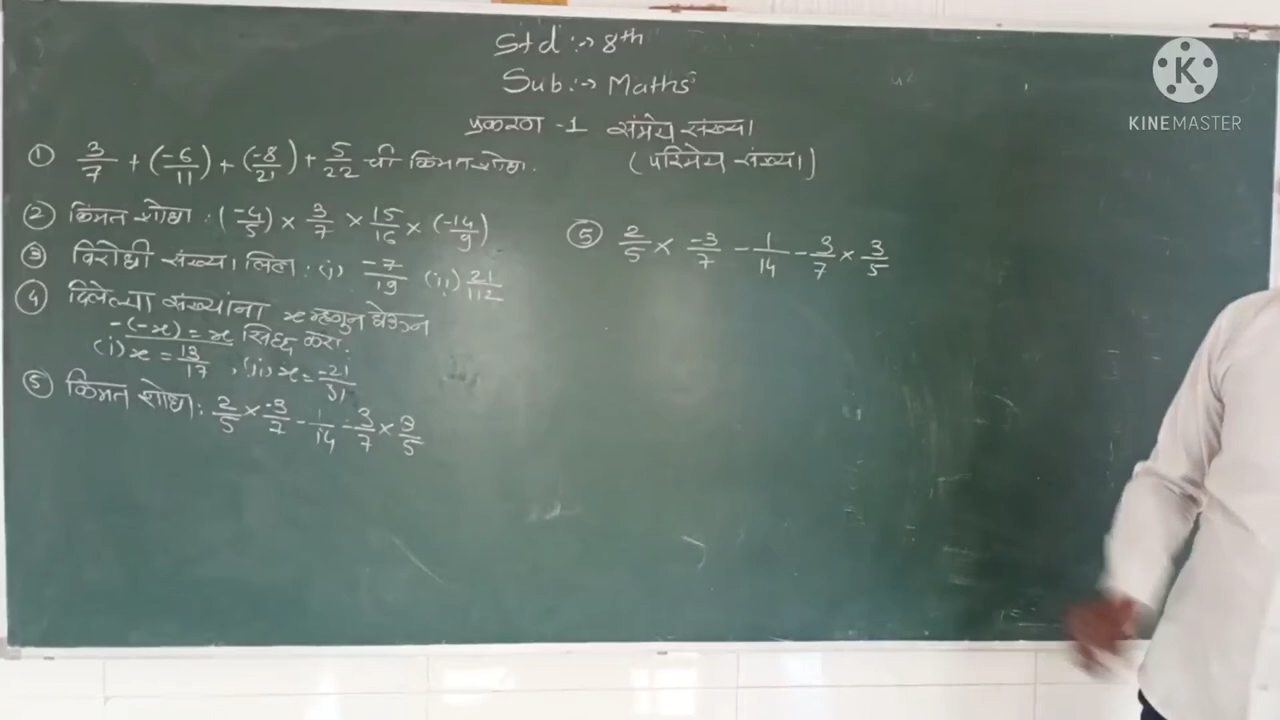 Std :→ 8th
Sub :→ Maths
प्रकरण -1 संमेय संख्या
(परिमेय संख्या)
① 3/7 + (-6/11) + (-8/21) + 5/22 ची किंमत शोधा.
② किंमत शोधा : (-4/5) × 3/7 × 15/16 × (-14/9)
③ विरोधी संख्या लिहा : (i) -7/19 (ii) 21/112
④ दिलेल्या संख्यांना x म्हणुन घेऊन
-(-x) = x सिद्ध करा.
(i) x = 13/17 , (ii) x = -21/31
⑤ किंमत शोधा : 2/5 × -3/7 - 1/14 - 3/7 × 3/5
⑤ 2/5 × -3/7 - 1/14 - 3/7 × 3/5
K
KINEMASTER